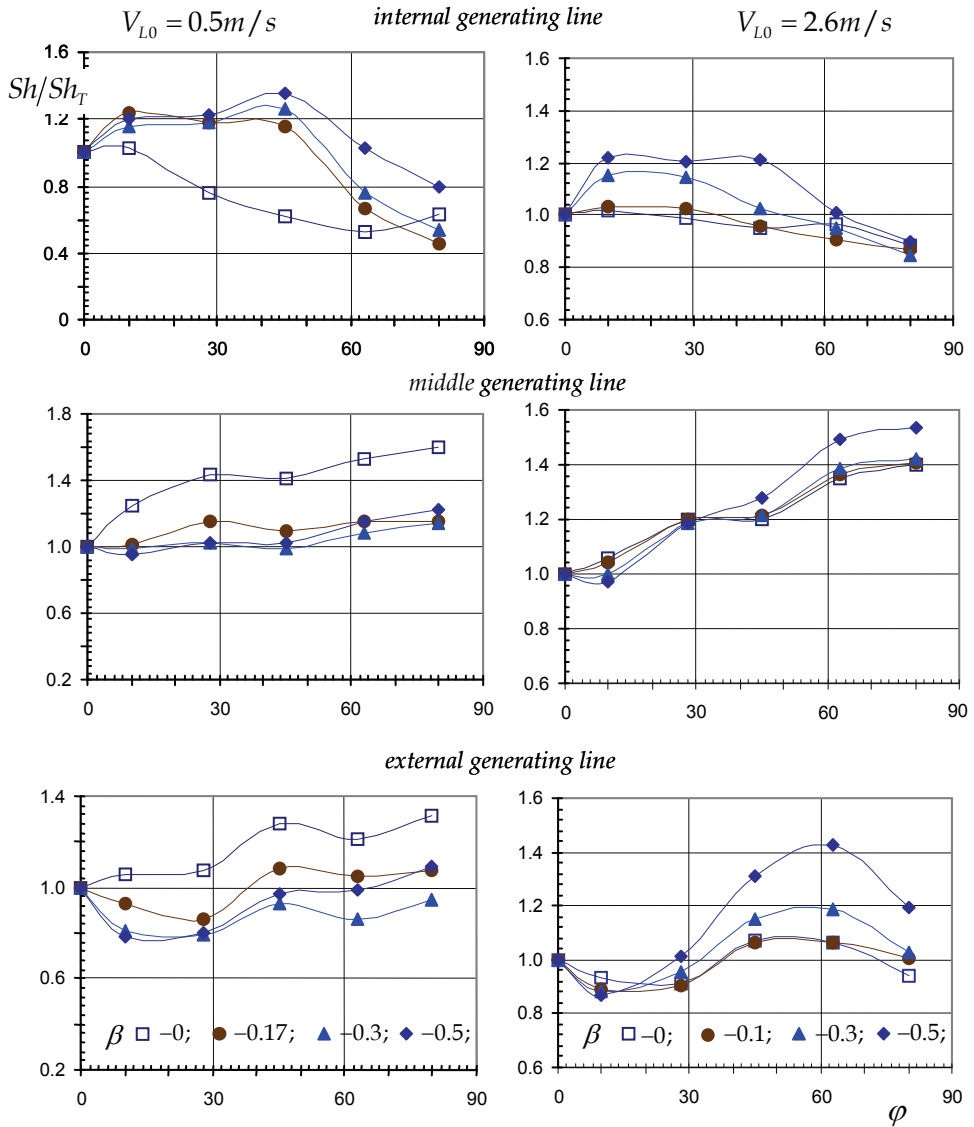 V_L0 = 0.5m/s internal generating line V_L0 = 2.6m/s
Sh/Sh_T
1.6
1.2
0.8
0.4
0
0 30 60 90
1.6
1.4
1.2
1.0
0.8
0.6
0 30 60 90
middle generating line
1.8
1.4
1.0
0.6
0.2
0 30 60 90
1.6
1.4
1.2
1.0
0.8
0.6
0 30 60 90
external generating line
1.4
1.0
0.6
0.2
β –0; –0.17; –0.3; –0.5;
0 30 60 90
1.6
1.4
1.2
1.0
0.8
0.6
β –0; –0.1; –0.3; –0.5;
0 30 60 90
φ